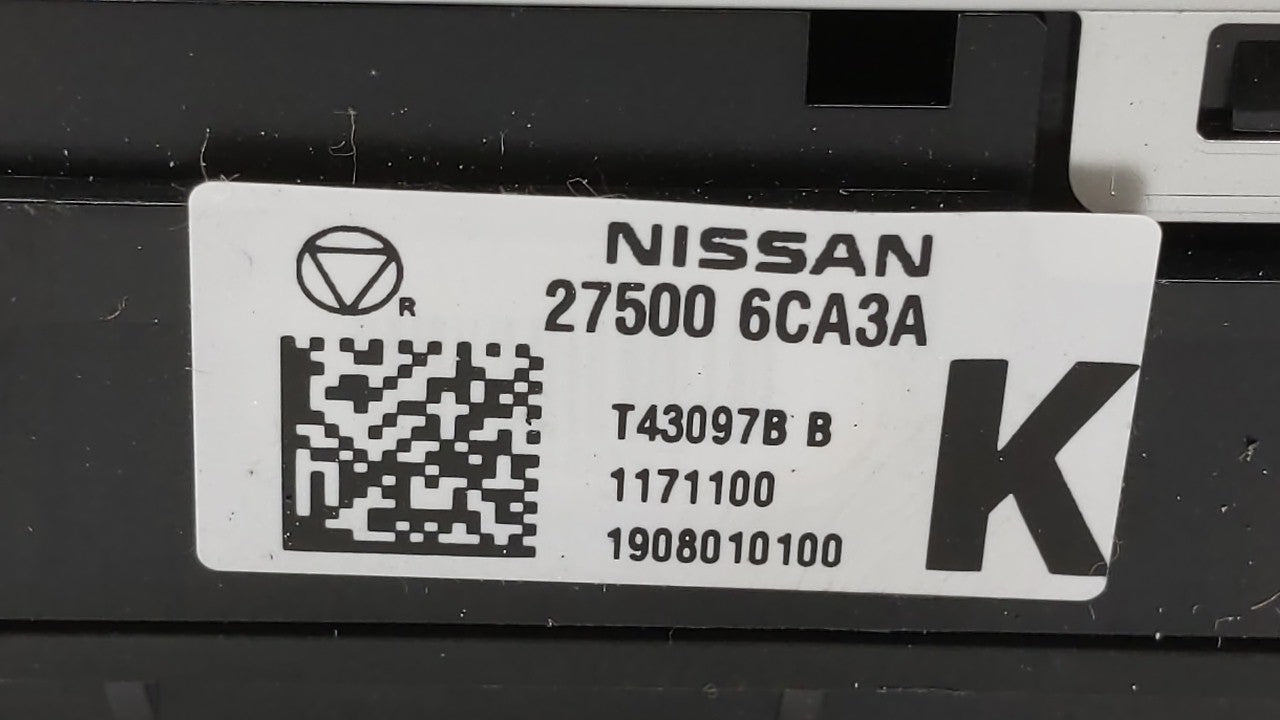 NISSAN
27500 6CA3A
R
T43097B B
1171100
1908010100
K